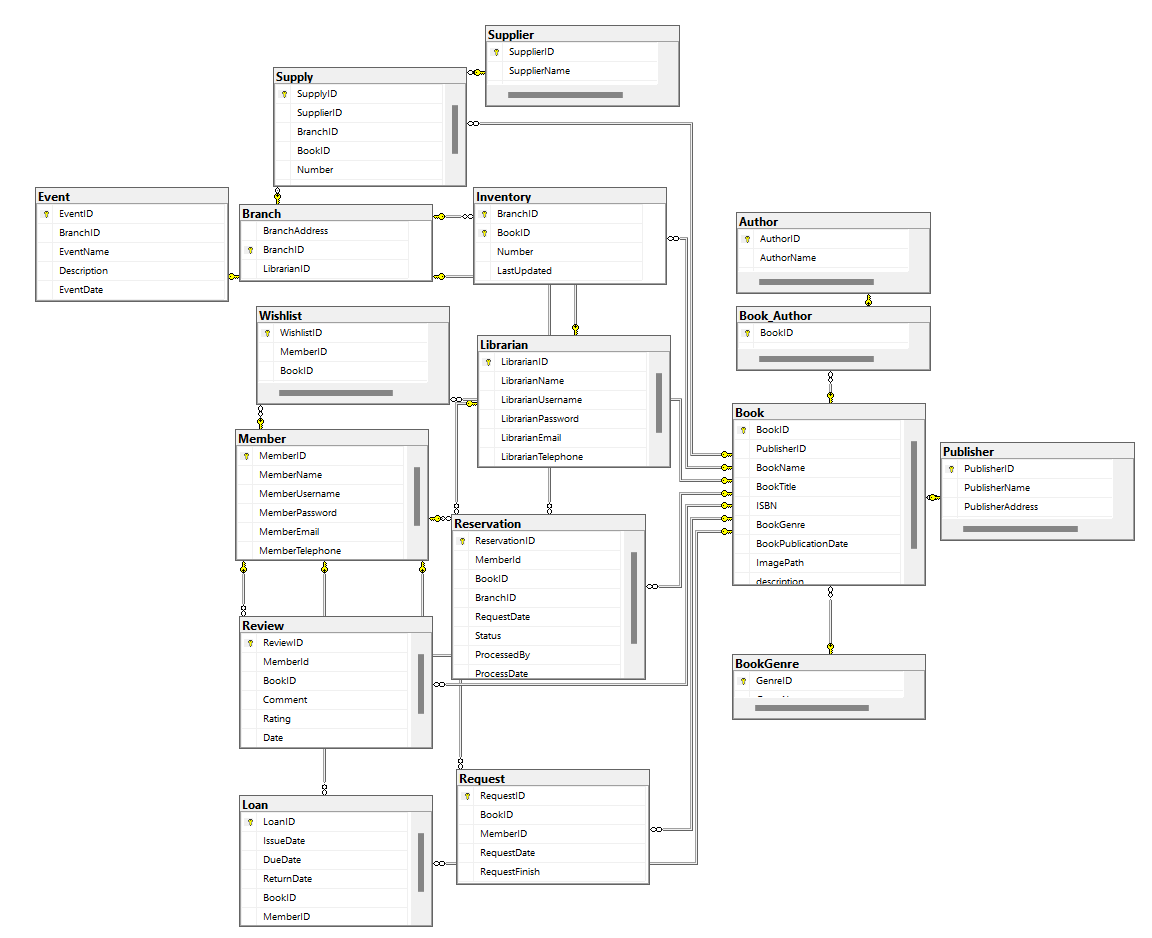 Supplier
SupplierID
SupplierName
Supply
SupplyID
SupplierID
BranchID
BookID
Number
Event
EventID
BranchID
EventName
Description
EventDate
Branch
BranchAddress
BranchID
LibrarianID
Inventory
BranchID
BookID
Number
LastUpdated
Author
AuthorID
AuthorName
Wishlist
WishlistID
MemberID
BookID
Librarian
LibrarianID
LibrarianName
LibrarianUsername
LibrarianPassword
LibrarianEmail
LibrarianTelephone
Book_Author
BookID
Member
MemberID
MemberName
MemberUsername
MemberPassword
MemberEmail
MemberTelephone
Book
BookID
PublisherID
BookName
BookTitle
ISBN
BookGenre
BookPublicationDate
ImagePath
description
Publisher
PublisherID
PublisherName
PublisherAddress
Reservation
ReservationID
MemberId
BookID
BranchID
RequestDate
Status
ProcessedBy
ProcessDate
Review
ReviewID
MemberId
BookID
Comment
Rating
Date
BookGenre
GenreID
Loan
LoanID
IssueDate
DueDate
ReturnDate
BookID
MemberID
Request
RequestID
BookID
MemberID
RequestDate
RequestFinish